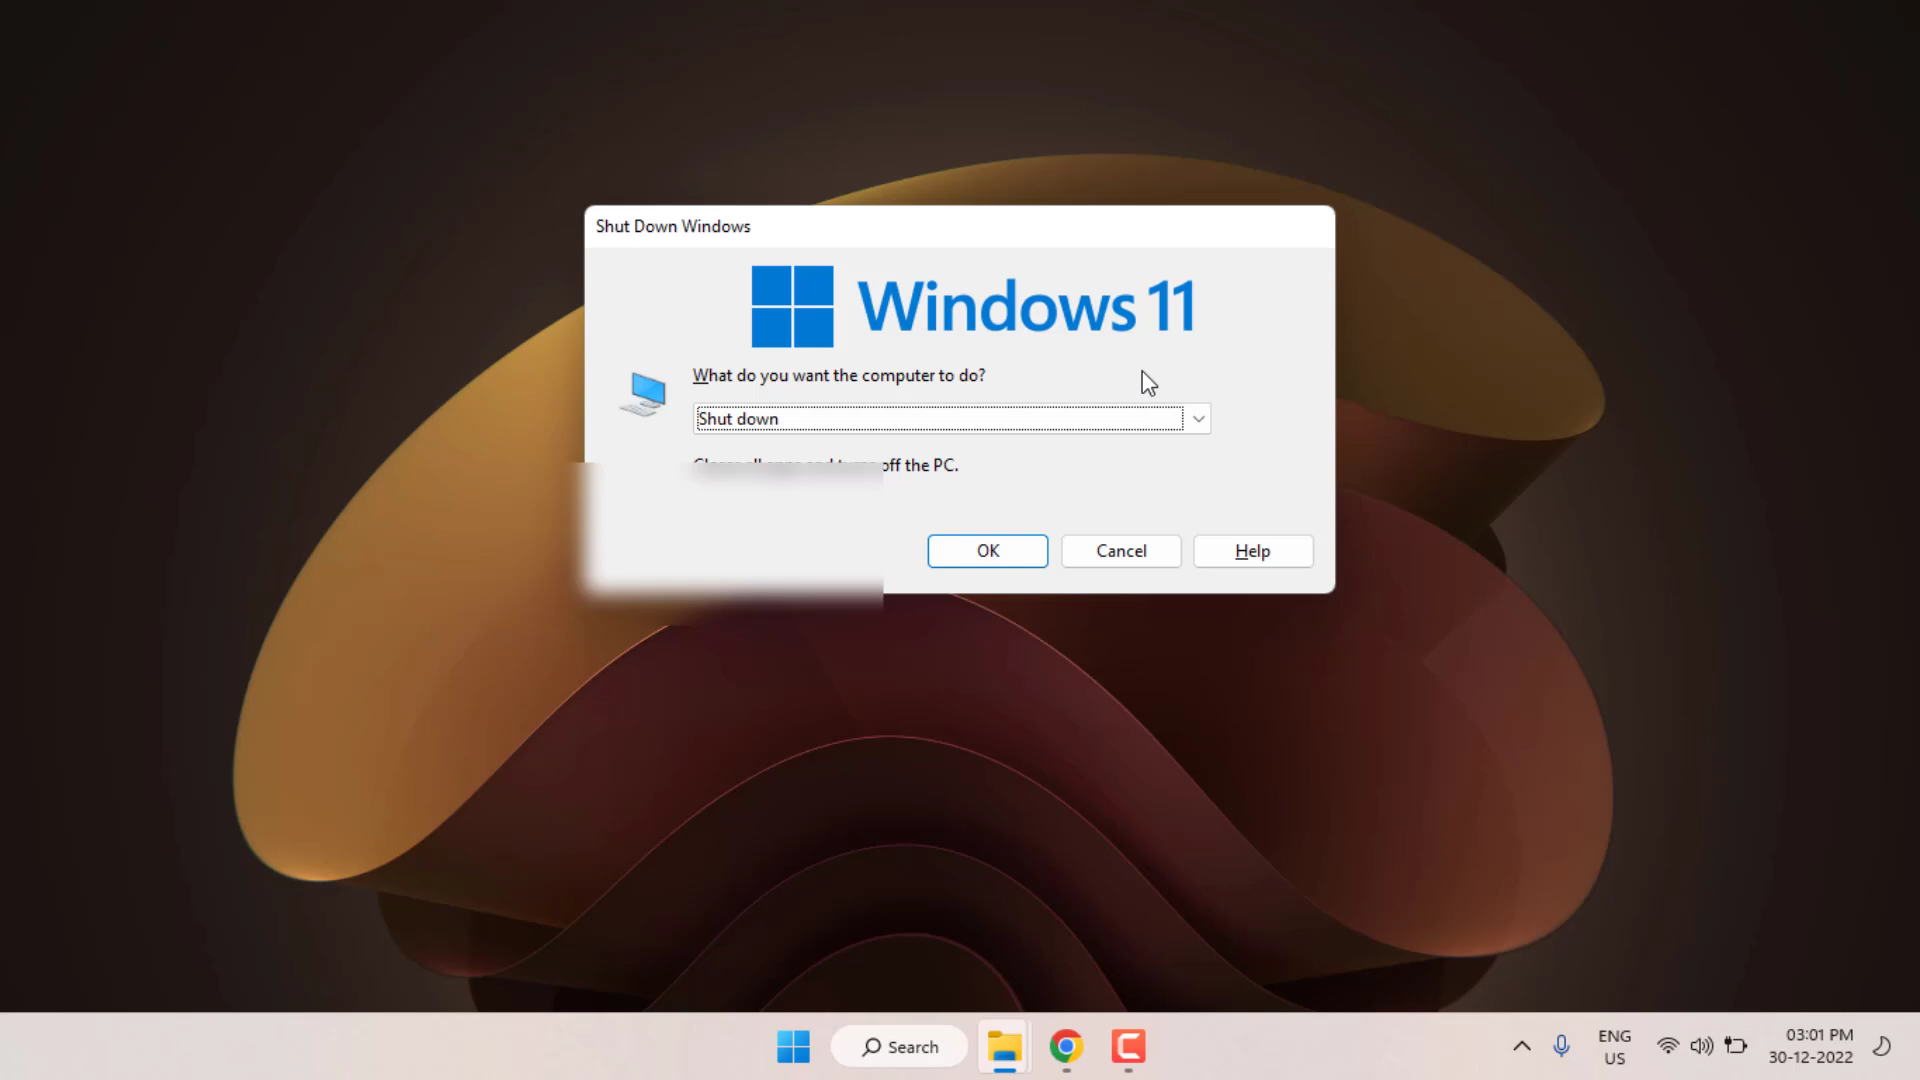 Shut Down Windows
Windows 11
What do you want the computer to do?
Shut down
off the PC.
OK
Cancel
Help
Search
ENG
US
03:01 PM
30-12-2022